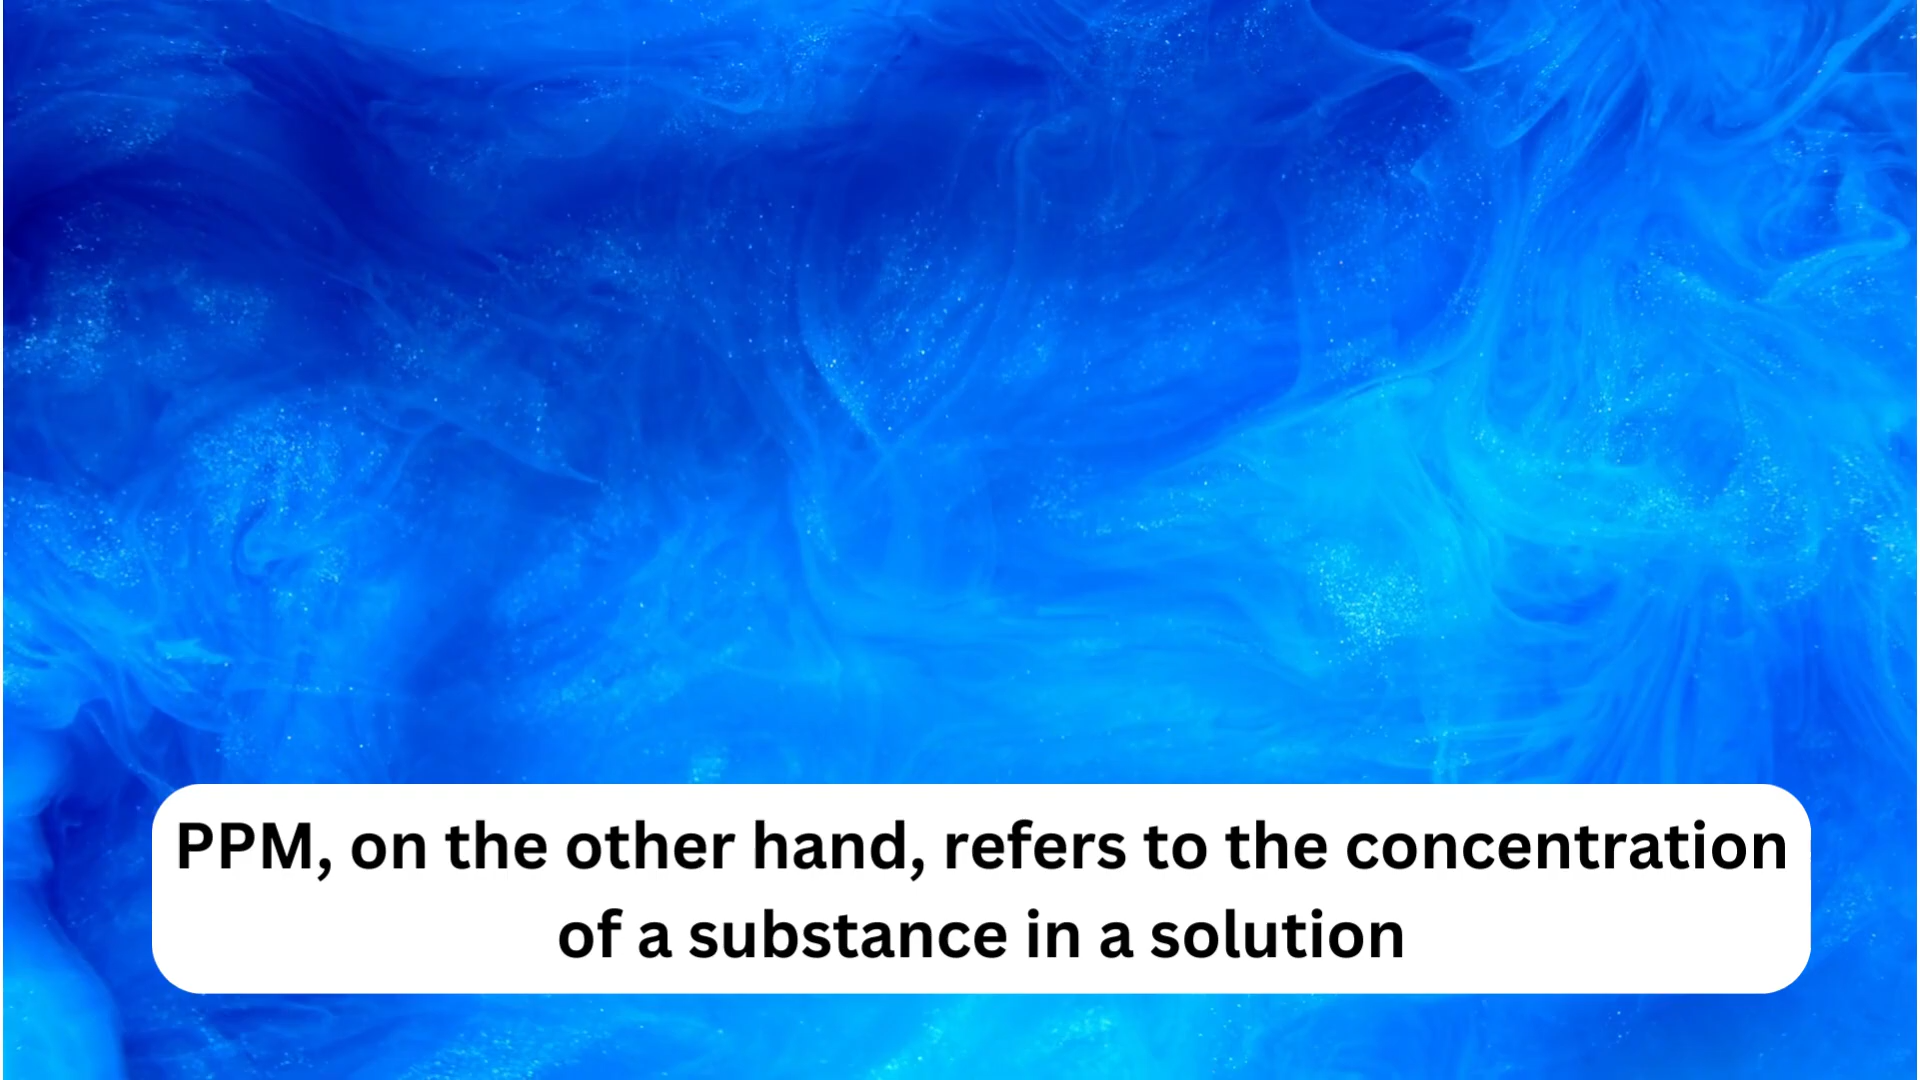 PPM, on the other hand, refers to the concentration
of a substance in a solution